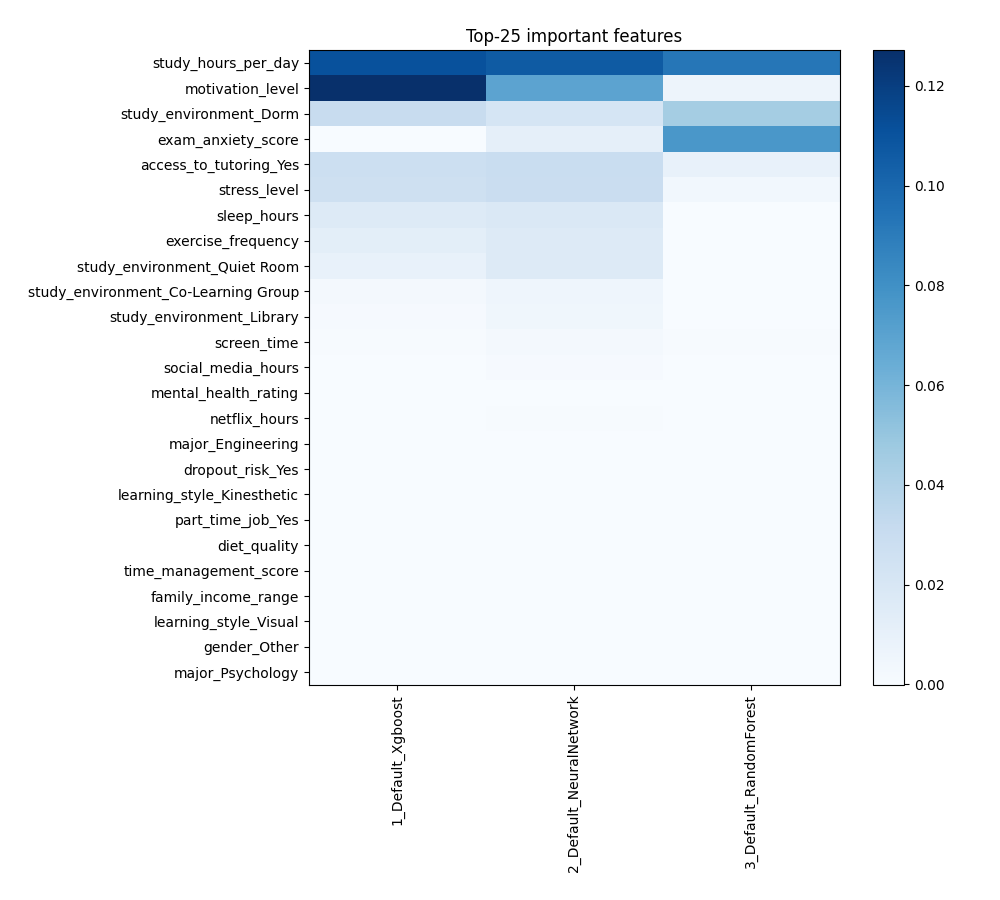 Top-25 important features
study_hours_per_day
motivation_level
study_environment_Dorm
exam_anxiety_score
access_to_tutoring_Yes
stress_level
sleep_hours
exercise_frequency
study_environment_Quiet Room
study_environment_Co-Learning Group
study_environment_Library
screen_time
social_media_hours
mental_health_rating
netflix_hours
major_Engineering
dropout_risk_Yes
learning_style_Kinesthetic
part_time_job_Yes
diet_quality
time_management_score
family_income_range
learning_style_Visual
gender_Other
major_Psychology
1_Default_Xgboost
2_Default_NeuralNetwork
3_Default_RandomForest
0.12
0.10
0.08
0.06
0.04
0.02
0.00